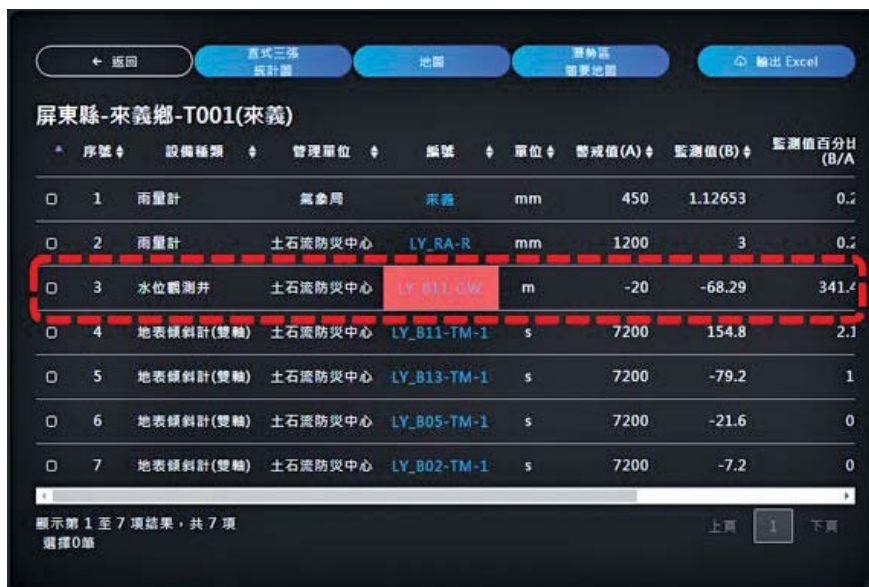 ← 返回 直式三張統計圖 地圖 潛勢區簡要地圖 輸出 Excel
屏東縣-來義鄉-T001(來義)
序號 設備種類 管理單位 編號 單位 警戒值(A) 監測值(B) 監測值百分比(B/A
1 雨量計 氣象局 來義 mm 450 1.12653 0.2
2 雨量計 土石流防災中心 LY_RA-R mm 1200 3 0.2
3 水位觀測井 土石流防災中心 LY_B11-GW m -20 -68.29 341.4
4 地表傾斜計(雙軸) 土石流防災中心 LY_B11-TM-1 s 7200 154.8 2.1
5 地表傾斜計(雙軸) 土石流防災中心 LY_B13-TM-1 s 7200 -79.2 1
6 地表傾斜計(雙軸) 土石流防災中心 LY_B05-TM-1 s 7200 -21.6 0
7 地表傾斜計(雙軸) 土石流防災中心 LY_B02-TM-1 s 7200 -7.2 0
顯示第 1 至 7 項結果,共 7 項 上頁 1 下頁
選擇0筆